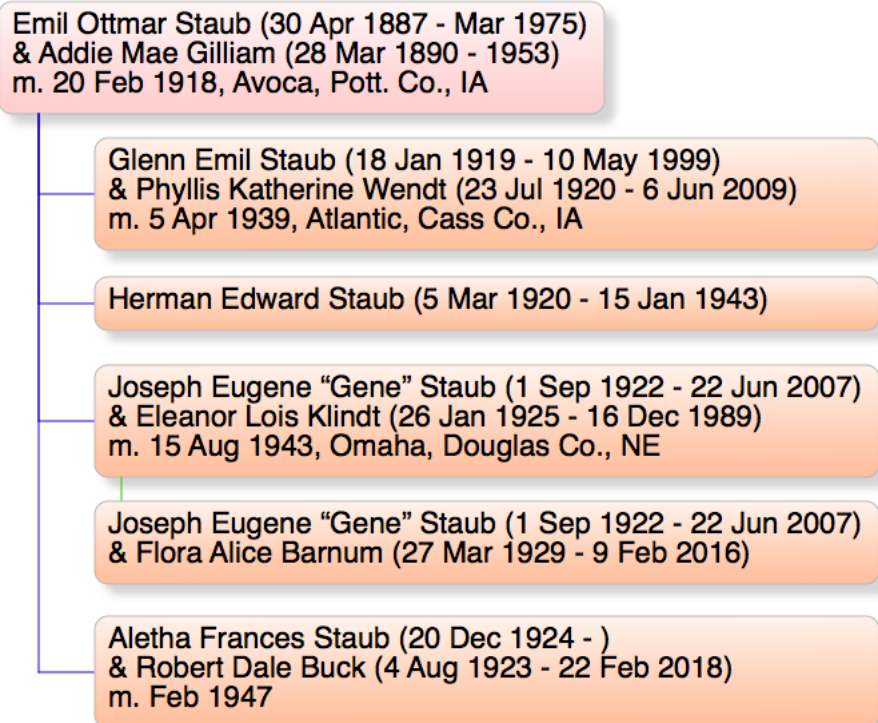 Emil Ottmar Staub (30 Apr 1887 - Mar 1975)
& Addie Mae Gilliam (28 Mar 1890 - 1953)
m. 20 Feb 1918, Avoca, Pott. Co., IA
Glenn Emil Staub (18 Jan 1919 - 10 May 1999)
& Phyllis Katherine Wendt (23 Jul 1920 - 6 Jun 2009)
m. 5 Apr 1939, Atlantic, Cass Co., IA
Herman Edward Staub (5 Mar 1920 - 15 Jan 1943)
Joseph Eugene “Gene” Staub (1 Sep 1922 - 22 Jun 2007)
& Eleanor Lois Klindt (26 Jan 1925 - 16 Dec 1989)
m. 15 Aug 1943, Omaha, Douglas Co., NE
Joseph Eugene “Gene” Staub (1 Sep 1922 - 22 Jun 2007)
& Flora Alice Barnum (27 Mar 1929 - 9 Feb 2016)
Aletha Frances Staub (20 Dec 1924 - )
& Robert Dale Buck (4 Aug 1923 - 22 Feb 2018)
m. Feb 1947